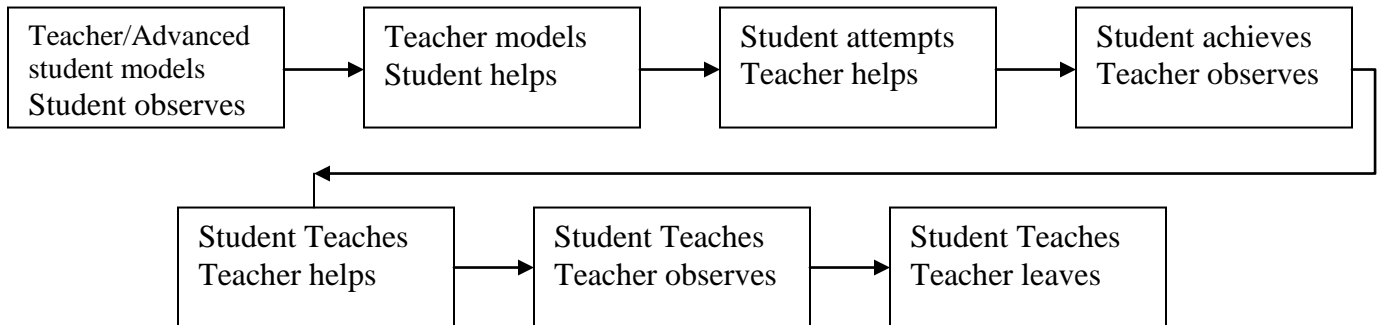 Teacher/Advanced
student models
Student observes
Teacher models
Student helps
Student attempts
Teacher helps
Student achieves
Teacher observes
Student Teaches
Teacher helps
Student Teaches
Teacher observes
Student Teaches
Teacher leaves